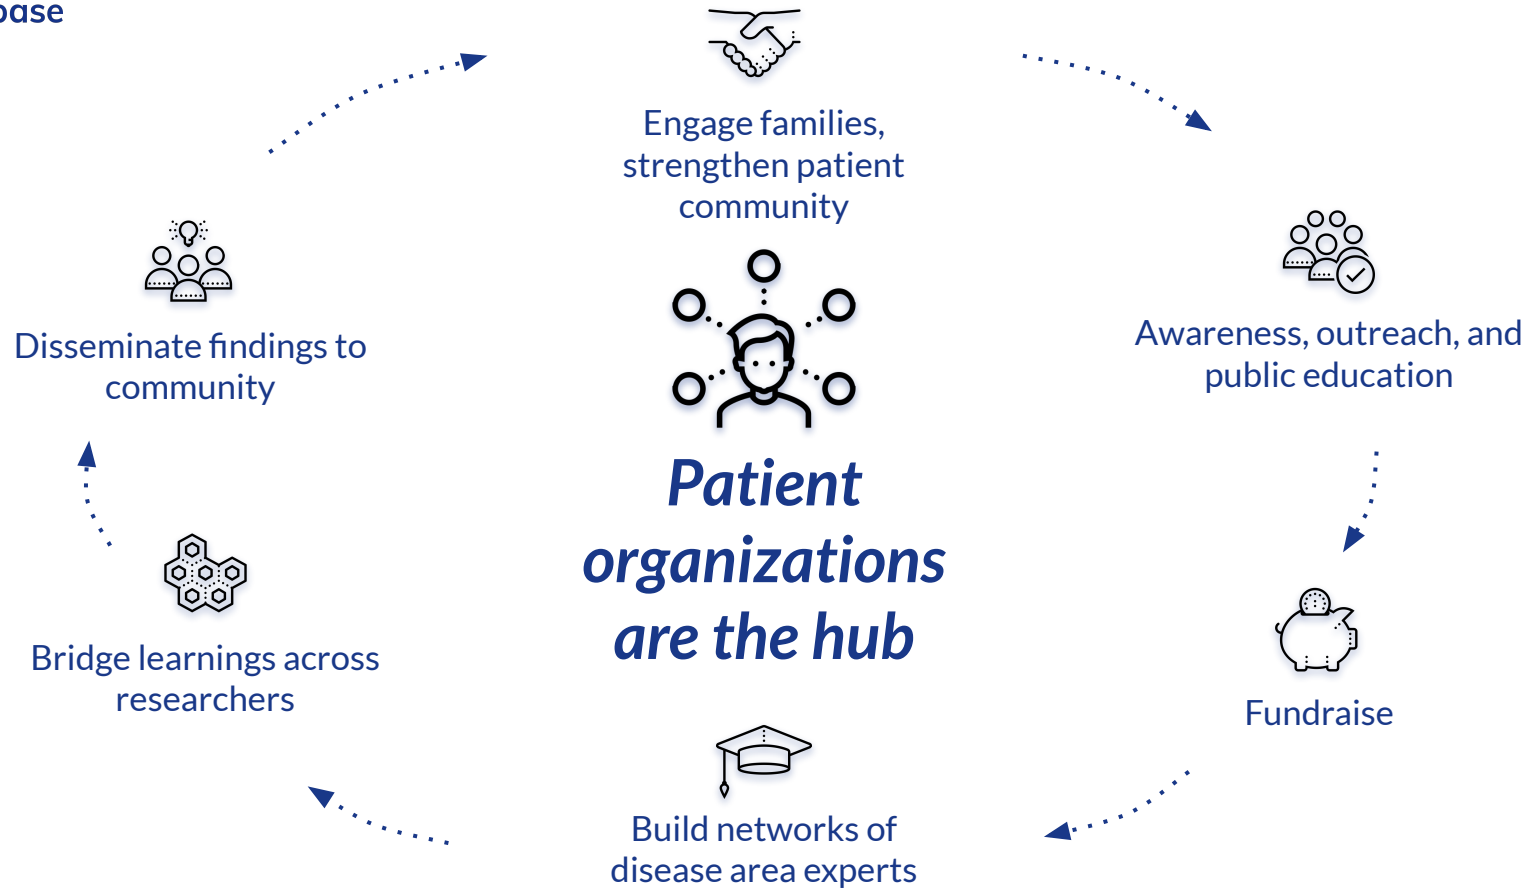 Engage families,
strengthen patient
community
Awareness, outreach, and
public education
Fundraise
Build networks of
disease area experts
Bridge learnings across
researchers
Disseminate findings to
community
Patient
organizations
are the hub